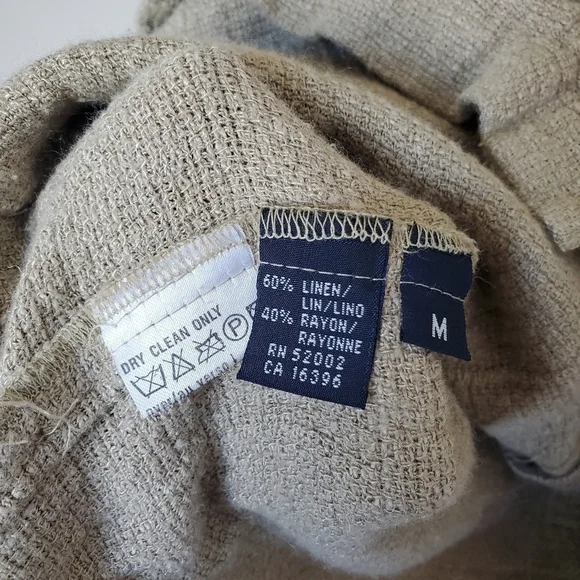 DRY CLEAN ONLY
P
60% LINEN/
LIN/LINO
40% RAYON/
RAYONNE
RN 52002
CA 16396
M